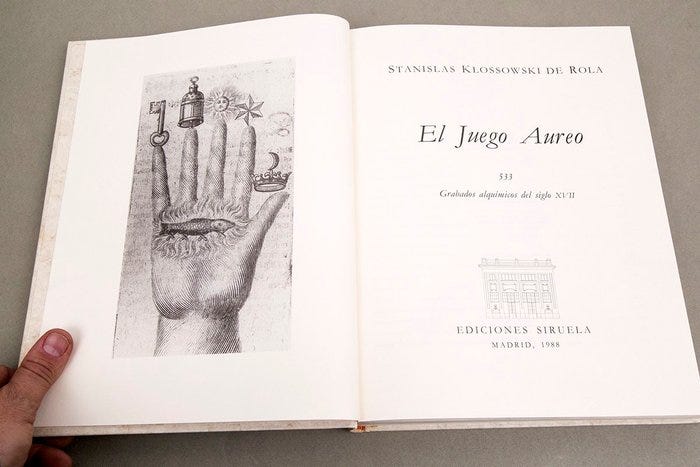 STANISLAS KLOSSOWSKI DE ROLA
El Juego Aureo
533
Grabados alquímicos del siglo XVII
EDICIONES SIRUELA
MADRID, 1988